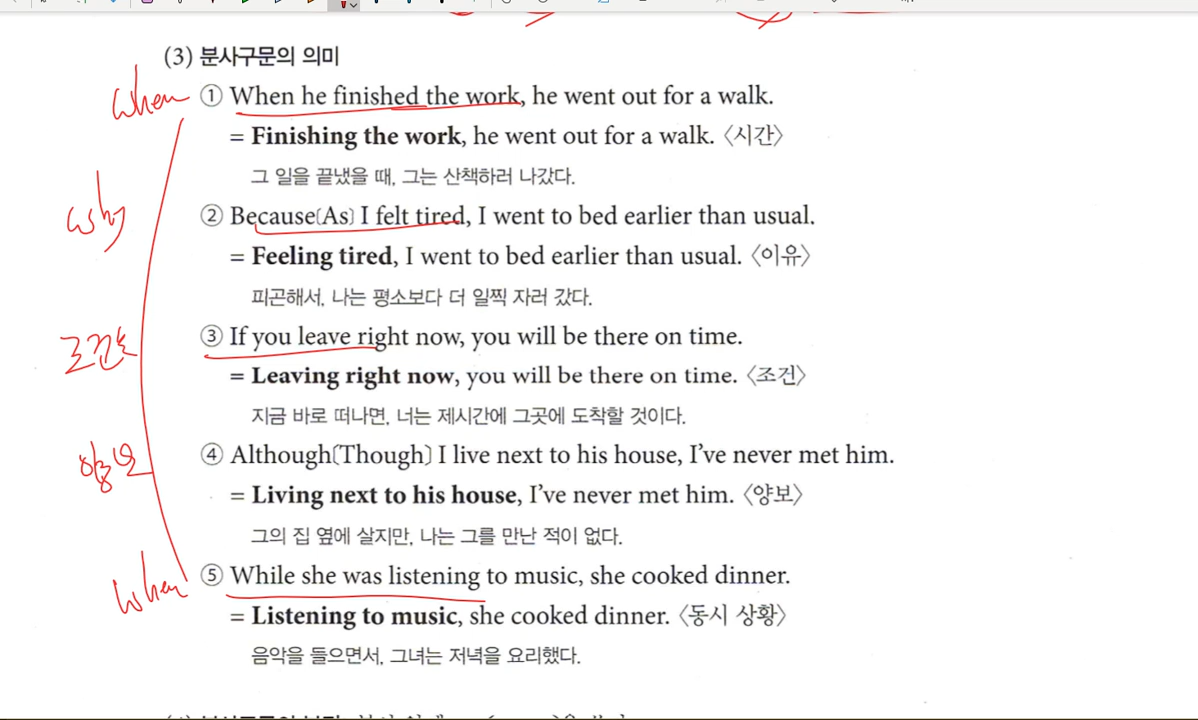 (3) 분사구문의 의미
when ① When he finished the work, he went out for a walk.
= Finishing the work, he went out for a walk. 〈시간〉
그 일을 끝냈을 때, 그는 산책하러 나갔다.
why ② Because〔As〕 I felt tired, I went to bed earlier than usual.
= Feeling tired, I went to bed earlier than usual. 〈이유〉
피곤해서, 나는 평소보다 더 일찍 자러 갔다.
③ If you leave right now, you will be there on time.
= Leaving right now, you will be there on time. 〈조건〉
지금 바로 떠나면, 너는 제시간에 그곳에 도착할 것이다.
④ Although〔Though〕 I live next to his house, I've never met him.
= Living next to his house, I've never met him. 〈양보〉
그의 집 옆에 살지만, 나는 그를 만난 적이 없다.
when ⑤ While she was listening to music, she cooked dinner.
= Listening to music, she cooked dinner. 〈동시 상황〉
음악을 들으면서, 그녀는 저녁을 요리했다.